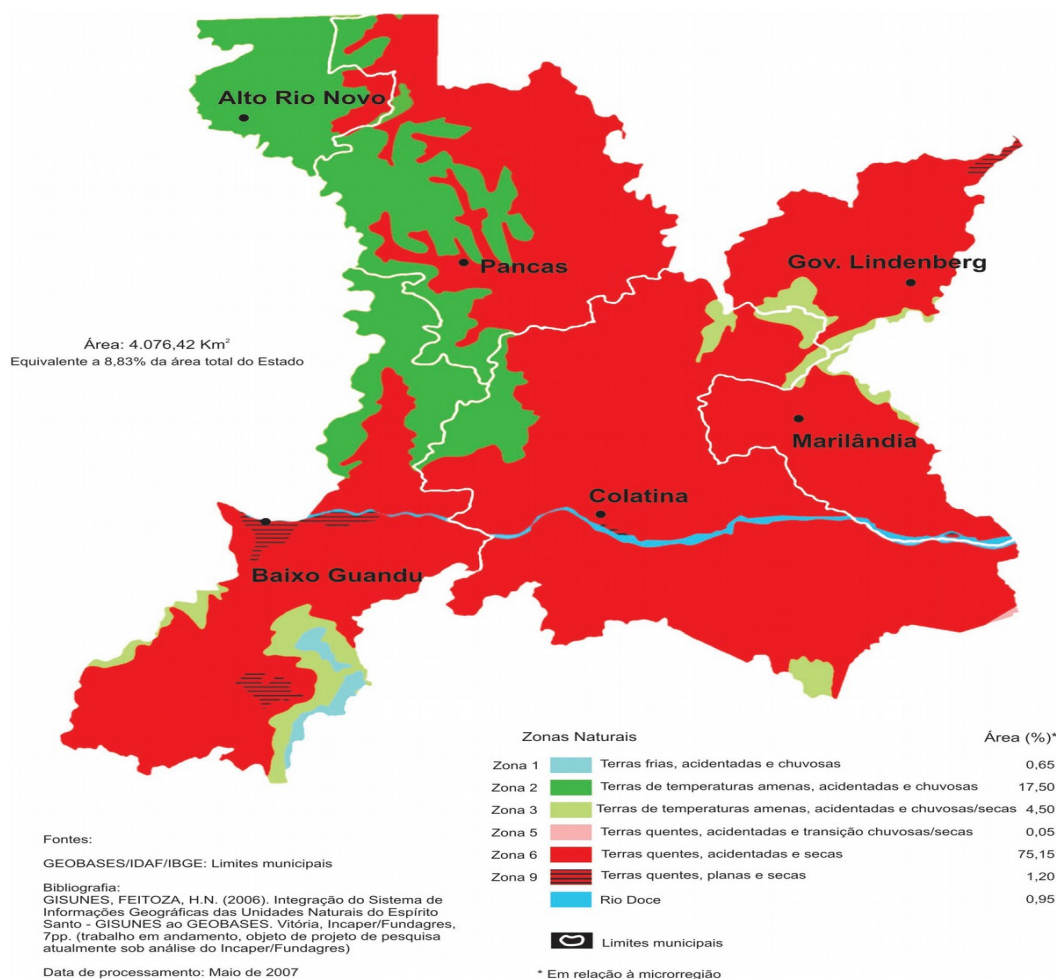 Alto Rio Novo
Pancas
Gov. Lindenberg
Área: 4.076,42 Km²
Equivalente a 8,83% da área total do Estado
Marilândia
Colatina
Baixo Guandu
Zonas Naturais Área (%)*
Zona 1 Terras frias, acidentadas e chuvosas 0,65
Zona 2 Terras de temperaturas amenas, acidentadas e chuvosas 17,50
Zona 3 Terras de temperaturas amenas, acidentadas e chuvosas/secas 4,50
Zona 5 Terras quentes, acidentadas e transição chuvosas/secas 0,05
Zona 6 Terras quentes, acidentadas e secas 75,15
Zona 9 Terras quentes, planas e secas 1,20
Rio Doce 0,95
Limites municipais
* Em relação à microrregião
Fontes:
GEOBASES/IDAF/IBGE: Limites municipais
Bibliografia:
GISUNES, FEITOZA, H.N. (2006). Integração do Sistema de
Informações Geográficas das Unidades Naturais do Espírito
Santo - GISUNES ao GEOBASES. Vitória, Incaper/Fundagres,
7pp. (trabalho em andamento, objeto de projeto de pesquisa
atualmente sob análise do Incaper/Fundagres)
Data de processamento: Maio de 2007